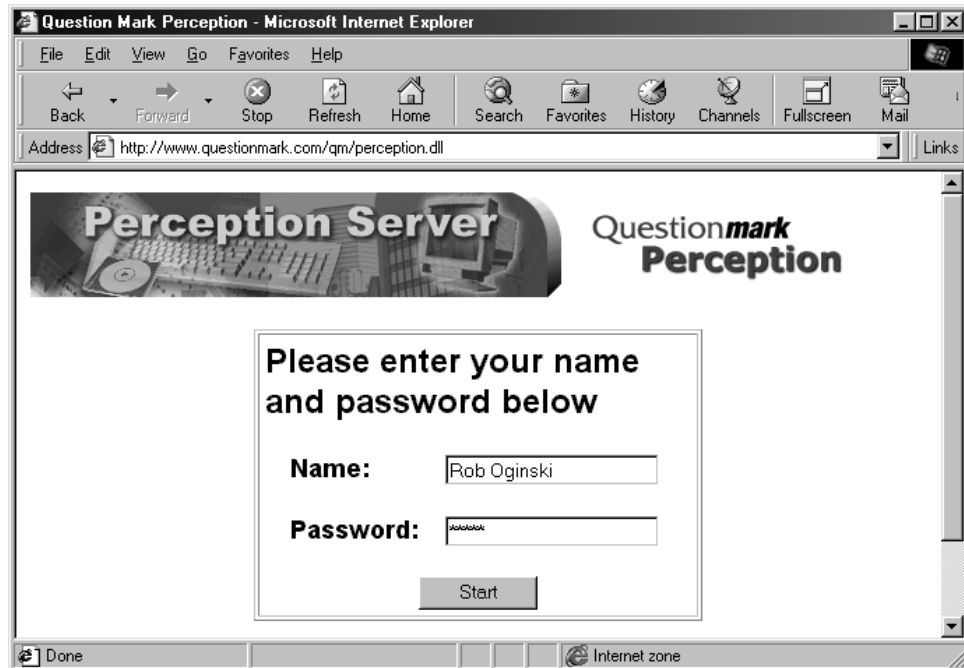 Question Mark Perception - Microsoft Internet Explorer
File Edit View Go Favorites Help
Back Forward Stop Refresh Home Search Favorites History Channels Fullscreen Mail
Address http://www.questionmark.com/qm/perception.dll Links
Perception Server
Questionmark
Perception
Please enter your name
and password below
Name: Rob Oginski
Password: ******
Start
Done Internet zone